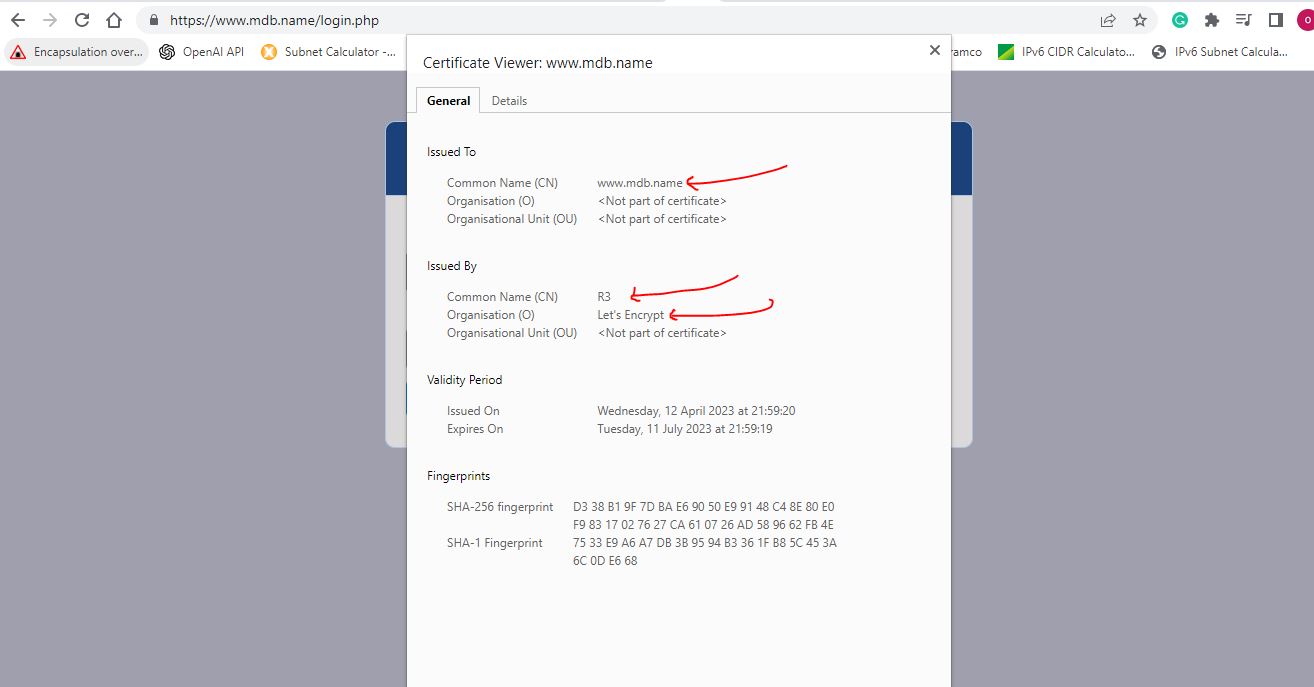 https://www.mdb.name/login.php
Encapsulation over... OpenAI API Subnet Calculator -... ramco IPv6 CIDR Calculato... IPv6 Subnet Calcula...
Certificate Viewer: www.mdb.name
General Details
Issued To
Common Name (CN) www.mdb.name
Organisation (O) <Not part of certificate>
Organisational Unit (OU) <Not part of certificate>
Issued By
Common Name (CN) R3
Organisation (O) Let's Encrypt
Organisational Unit (OU) <Not part of certificate>
Validity Period
Issued On Wednesday, 12 April 2023 at 21:59:20
Expires On Tuesday, 11 July 2023 at 21:59:19
Fingerprints
SHA-256 fingerprint D3 38 B1 9F 7D BA E6 90 50 E9 91 48 C4 8E 80 E0
F9 83 17 02 76 27 CA 61 07 26 AD 58 96 62 FB 4E
SHA-1 Fingerprint 75 33 E9 A6 A7 DB 3B 95 94 B3 36 1F B8 5C 45 3A
6C 0D E6 68